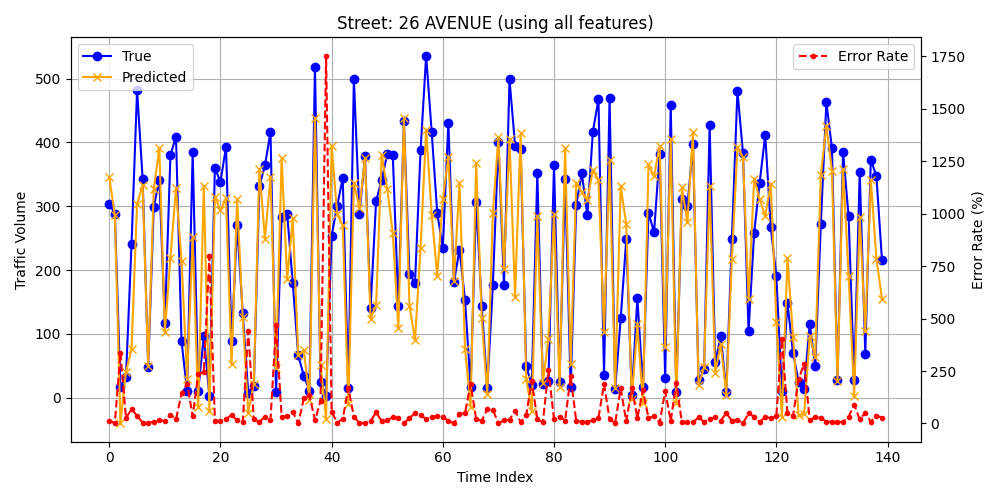 Street: 26 AVENUE (using all features)
True
Predicted
Error Rate
Traffic Volume
500
400
300
200
100
0
1750
1500
1250
1000
750
500
250
0
Error Rate (%)
0 20 40 60 80 100 120 140
Time Index